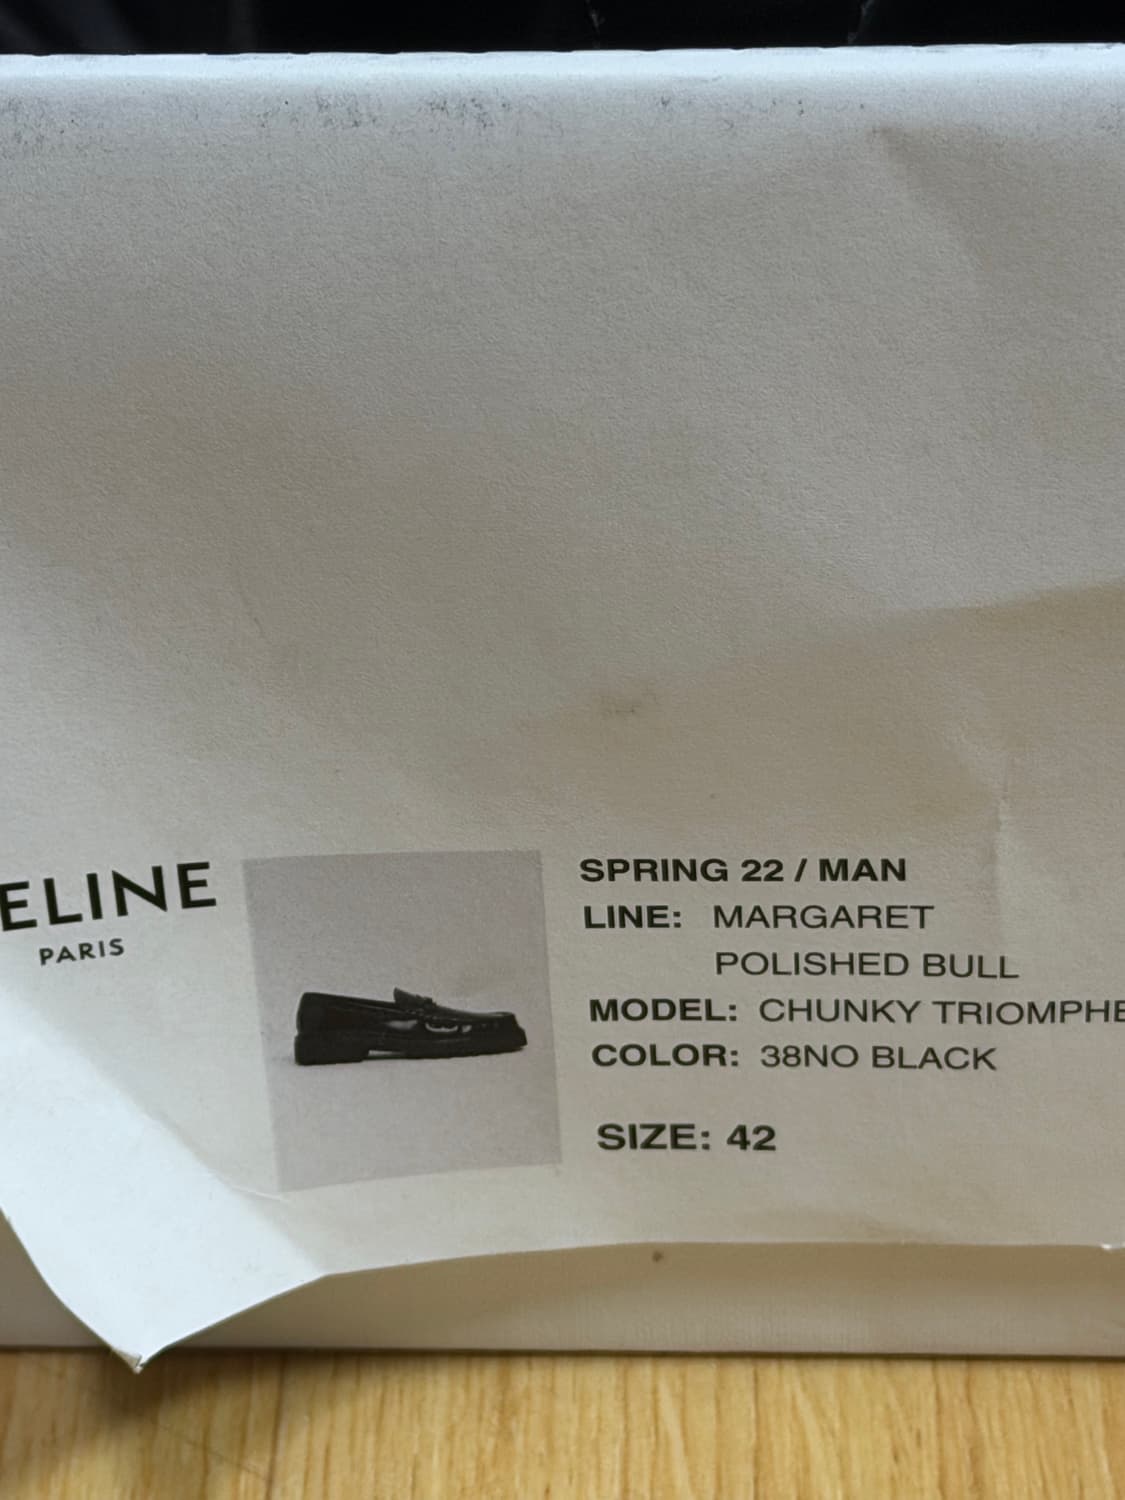 ELINE
PARIS
SPRING 22 / MAN
LINE: MARGARET
POLISHED BULL
MODEL: CHUNKY TRIOMPHE
COLOR: 38NO BLACK
SIZE: 42